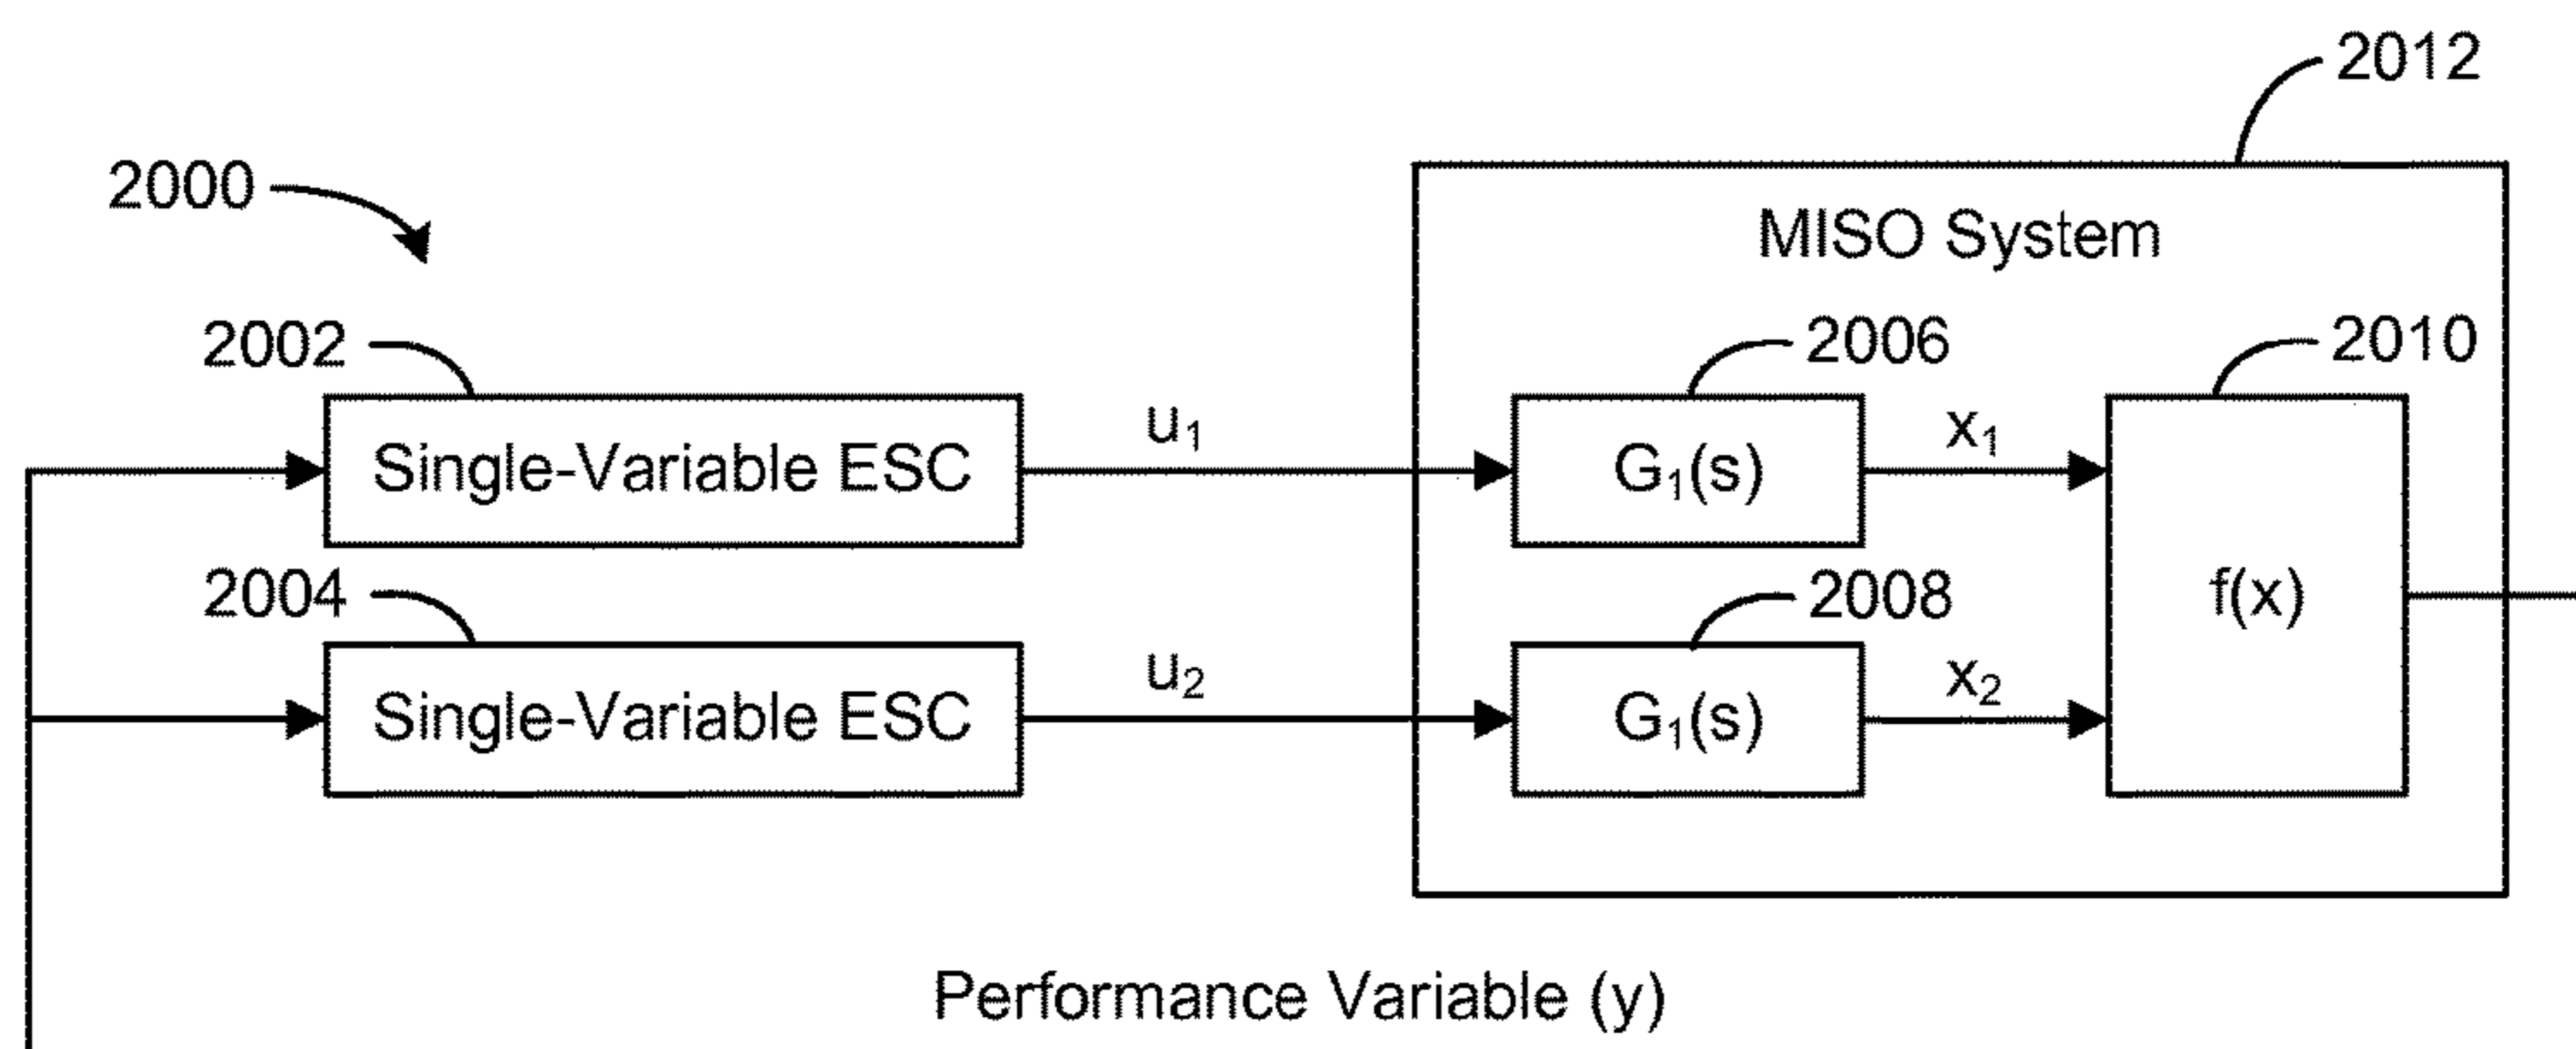 2012
2000
MISO System
2002
2006
2010
Single-Variable ESC
u₁
G₁(s)
x₁
f(x)
2004
2008
Single-Variable ESC
u₂
G₁(s)
x₂
Performance Variable (y)